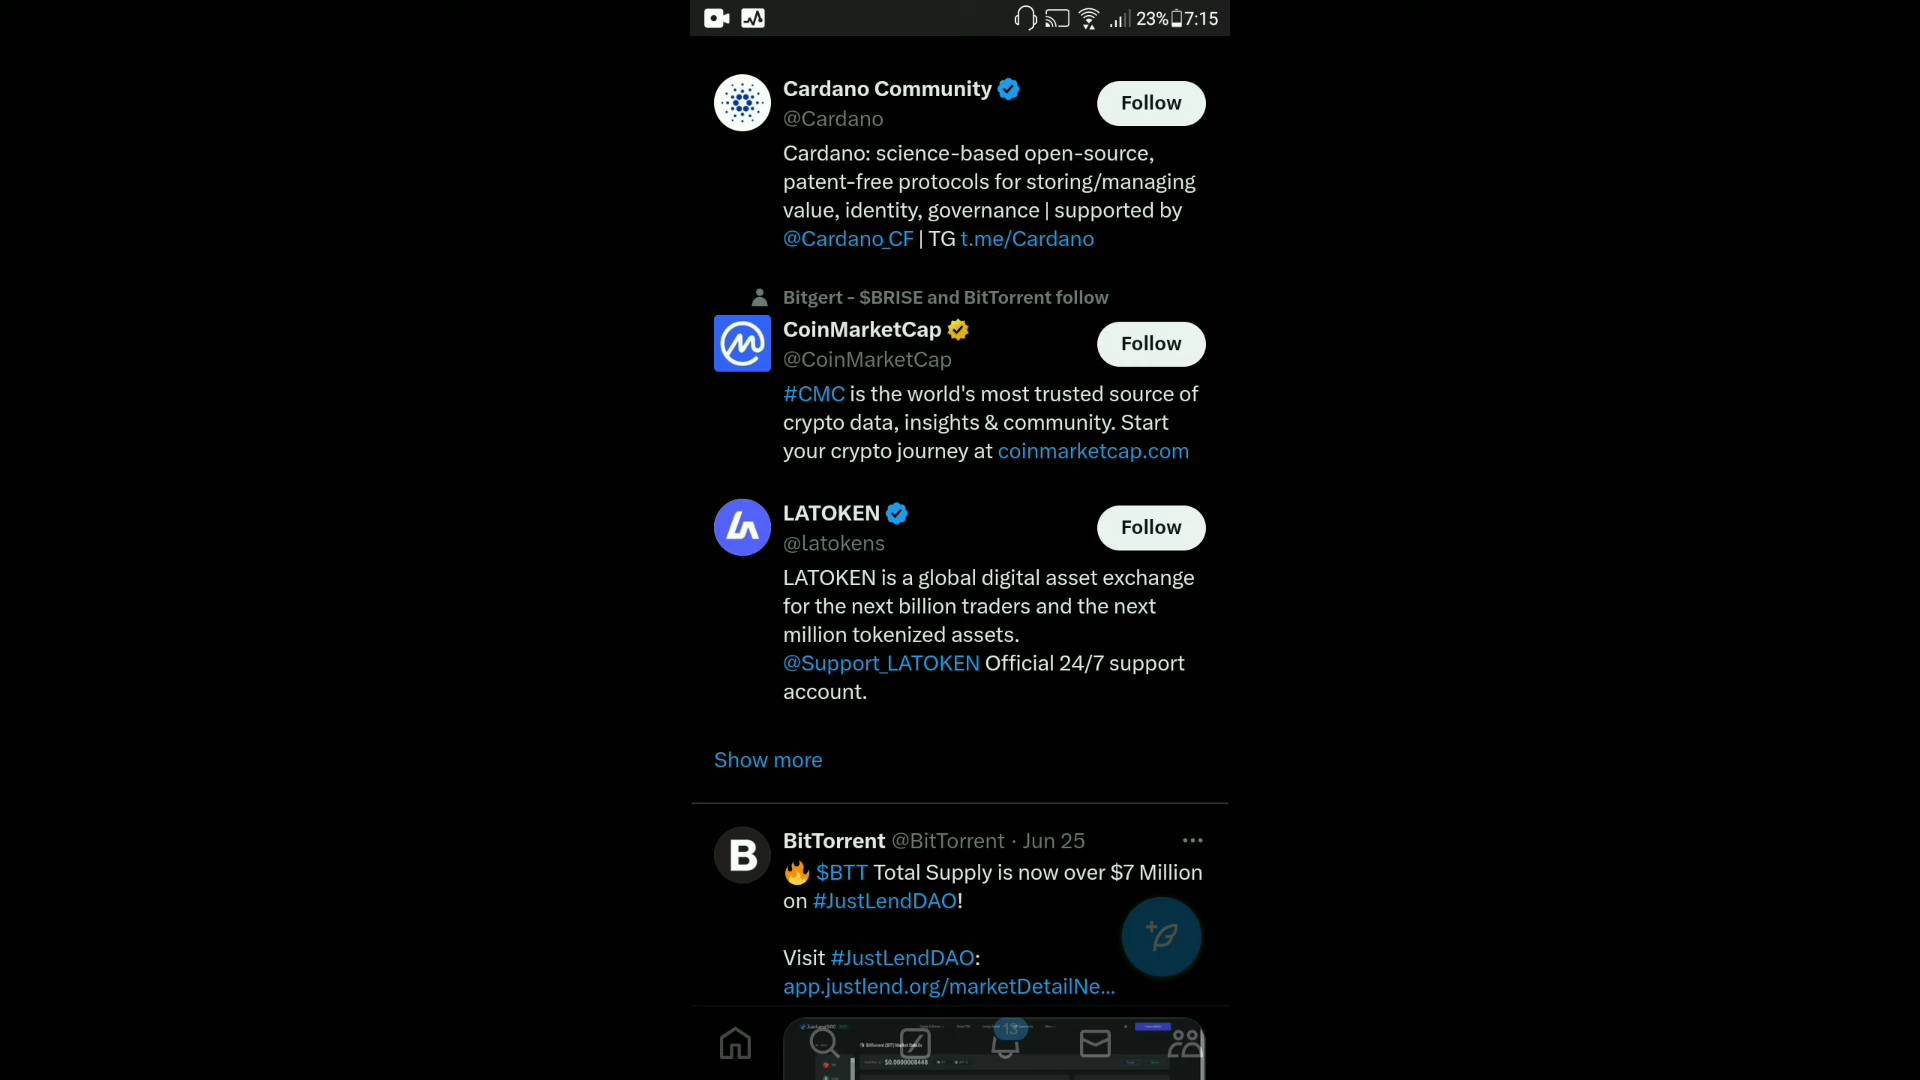 23% 7:15
Cardano Community
Follow
@Cardano
Cardano: science-based open-source,
patent-free protocols for storing/managing
value, identity, governance | supported by
@Cardano_CF | TG t.me/Cardano
Bitgert - $BRISE and BitTorrent follow
CoinMarketCap
Follow
@CoinMarketCap
#CMC is the world's most trusted source of
crypto data, insights & community. Start
your crypto journey at coinmarketcap.com
LATOKEN
Follow
@latokens
LATOKEN is a global digital asset exchange
for the next billion traders and the next
million tokenized assets.
@Support_LATOKEN Official 24/7 support
account.
Show more
B
BitTorrent @BitTorrent · Jun 25
🔥 $BTT Total Supply is now over $7 Million
on #JustLendDAO!
Visit #JustLendDAO:
app.justlend.org/marketDetailNe...
13